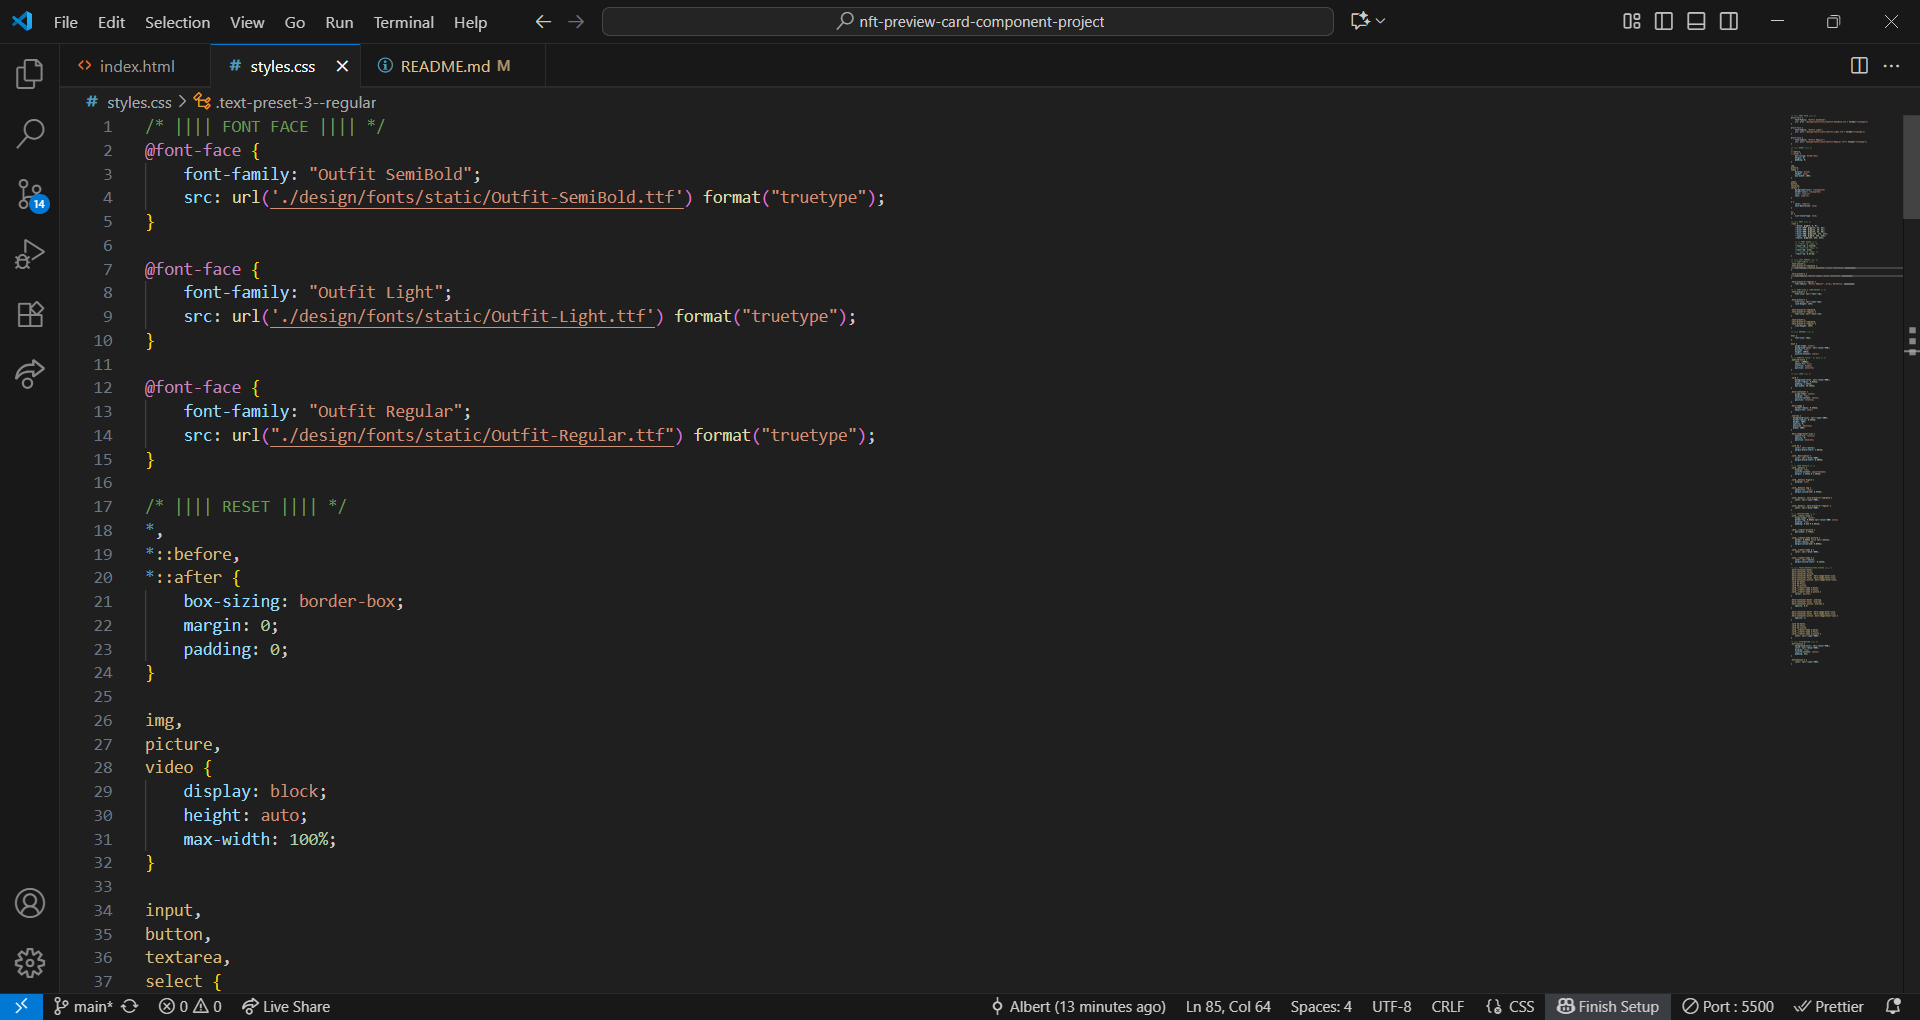 File Edit Selection View Go Run Terminal Help
nft-preview-card-component-project
index.html
styles.css
README.md M
styles.css > .text-preset-3--regular
1 /* |||| FONT FACE |||| */
2 @font-face {
3 font-family: "Outfit SemiBold";
4 src: url('./design/fonts/static/Outfit-SemiBold.ttf') format("truetype");
5 }
6
7 @font-face {
8 font-family: "Outfit Light";
9 src: url('./design/fonts/static/Outfit-Light.ttf') format("truetype");
10 }
11
12 @font-face {
13 font-family: "Outfit Regular";
14 src: url("./design/fonts/static/Outfit-Regular.ttf") format("truetype");
15 }
16
17 /* |||| RESET |||| */
18 *,
19 *::before,
20 *::after {
21 box-sizing: border-box;
22 margin: 0;
23 padding: 0;
24 }
25
26 img,
27 picture,
28 video {
29 display: block;
30 height: auto;
31 max-width: 100%;
32 }
33
34 input,
35 button,
36 textarea,
37 select {
14
main* 0 0 Live Share Albert (13 minutes ago) Ln 85, Col 64 Spaces: 4 UTF-8 CRLF {} CSS Finish Setup Port : 5500 Prettier